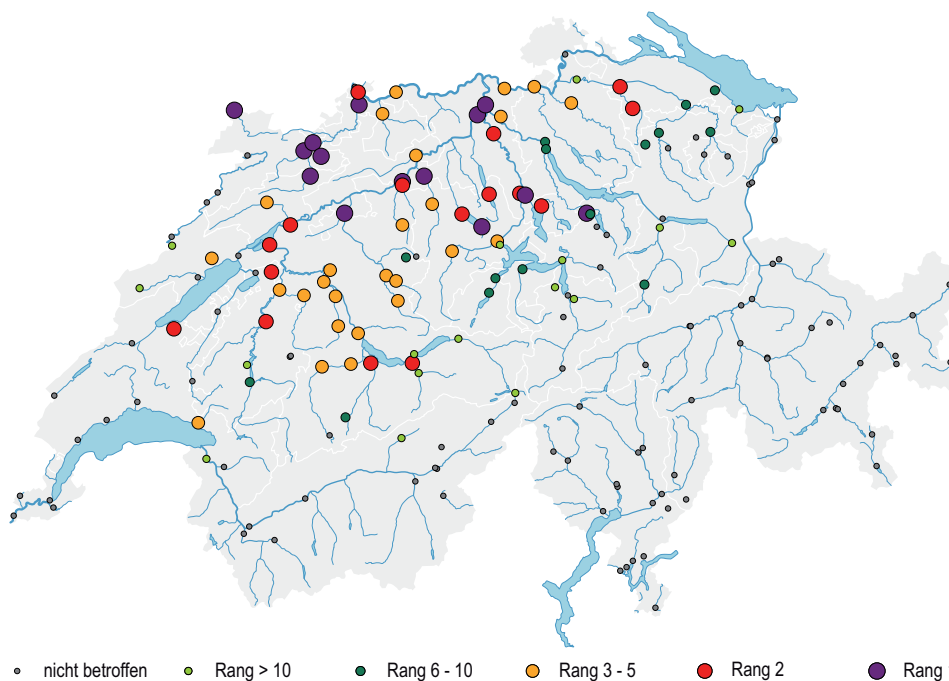 nicht betroffen
Rang > 10
Rang 6 - 10
Rang 3 - 5
Rang 2
Rang